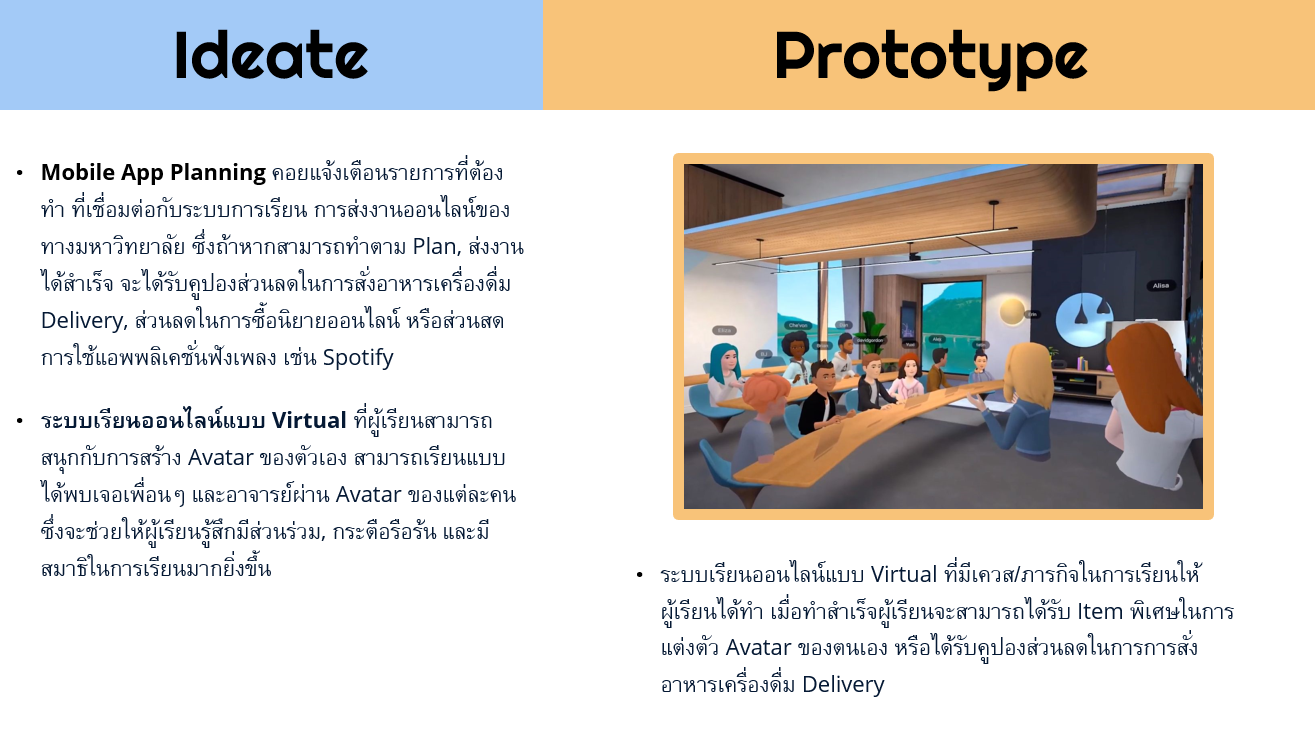 Ideate
Prototype
• Mobile App Planning คอยแจ้งเตือนรายการที่ต้อง
ทำ ที่เชื่อมต่อกับระบบการเรียน การส่งงานออนไลน์ของ
ทางมหาวิทยาลัย ซึ่งถ้าหากสามารถทำตาม Plan, ส่งงาน
ได้สำเร็จ จะได้รับคูปองส่วนลดในการสั่งอาหารเครื่องดื่ม
Delivery, ส่วนลดในการซื้อนิยายออนไลน์ หรือส่วนสด
การใช้แอพพลิเคชั่นฟังเพลง เช่น Spotify
• ระบบเรียนออนไลน์แบบ Virtual ที่ผู้เรียนสามารถ
สนุกกับการสร้าง Avatar ของตัวเอง สามารถเรียนแบบ
ได้พบเจอเพื่อนๆ และอาจารย์ผ่าน Avatar ของแต่ละคน
ซึ่งจะช่วยให้ผู้เรียนรู้สึกมีส่วนร่วม, กระตือรือร้น และมี
สมาธิในการเรียนมากยิ่งขึ้น
Alisa
• ระบบเรียนออนไลน์แบบ Virtual ที่มีเควส/ภารกิจในการเรียนให้
ผู้เรียนได้ทำ เมื่อทำสำเร็จผู้เรียนจะสามารถได้รับ Item พิเศษในการ
แต่งตัว Avatar ของตนเอง หรือได้รับคูปองส่วนลดในการการสั่ง
อาหารเครื่องดื่ม Delivery